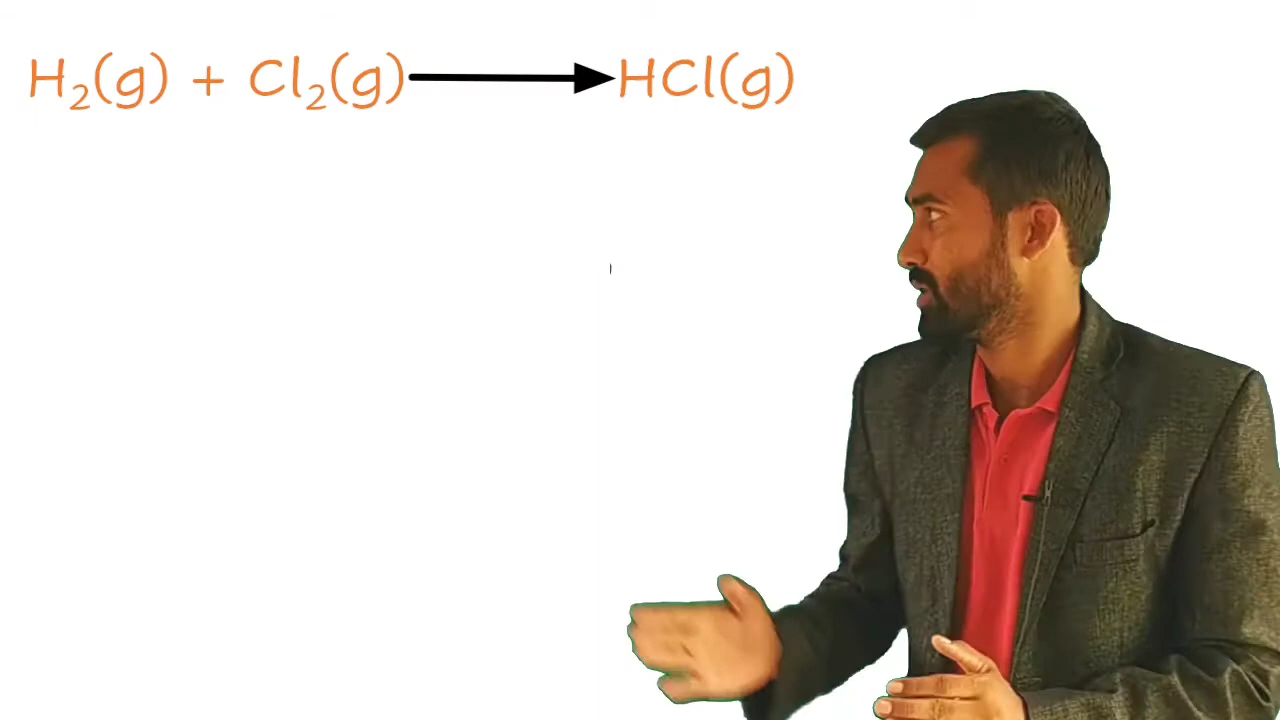 H₂(g) + Cl₂(g) ⟶ HCl(g)